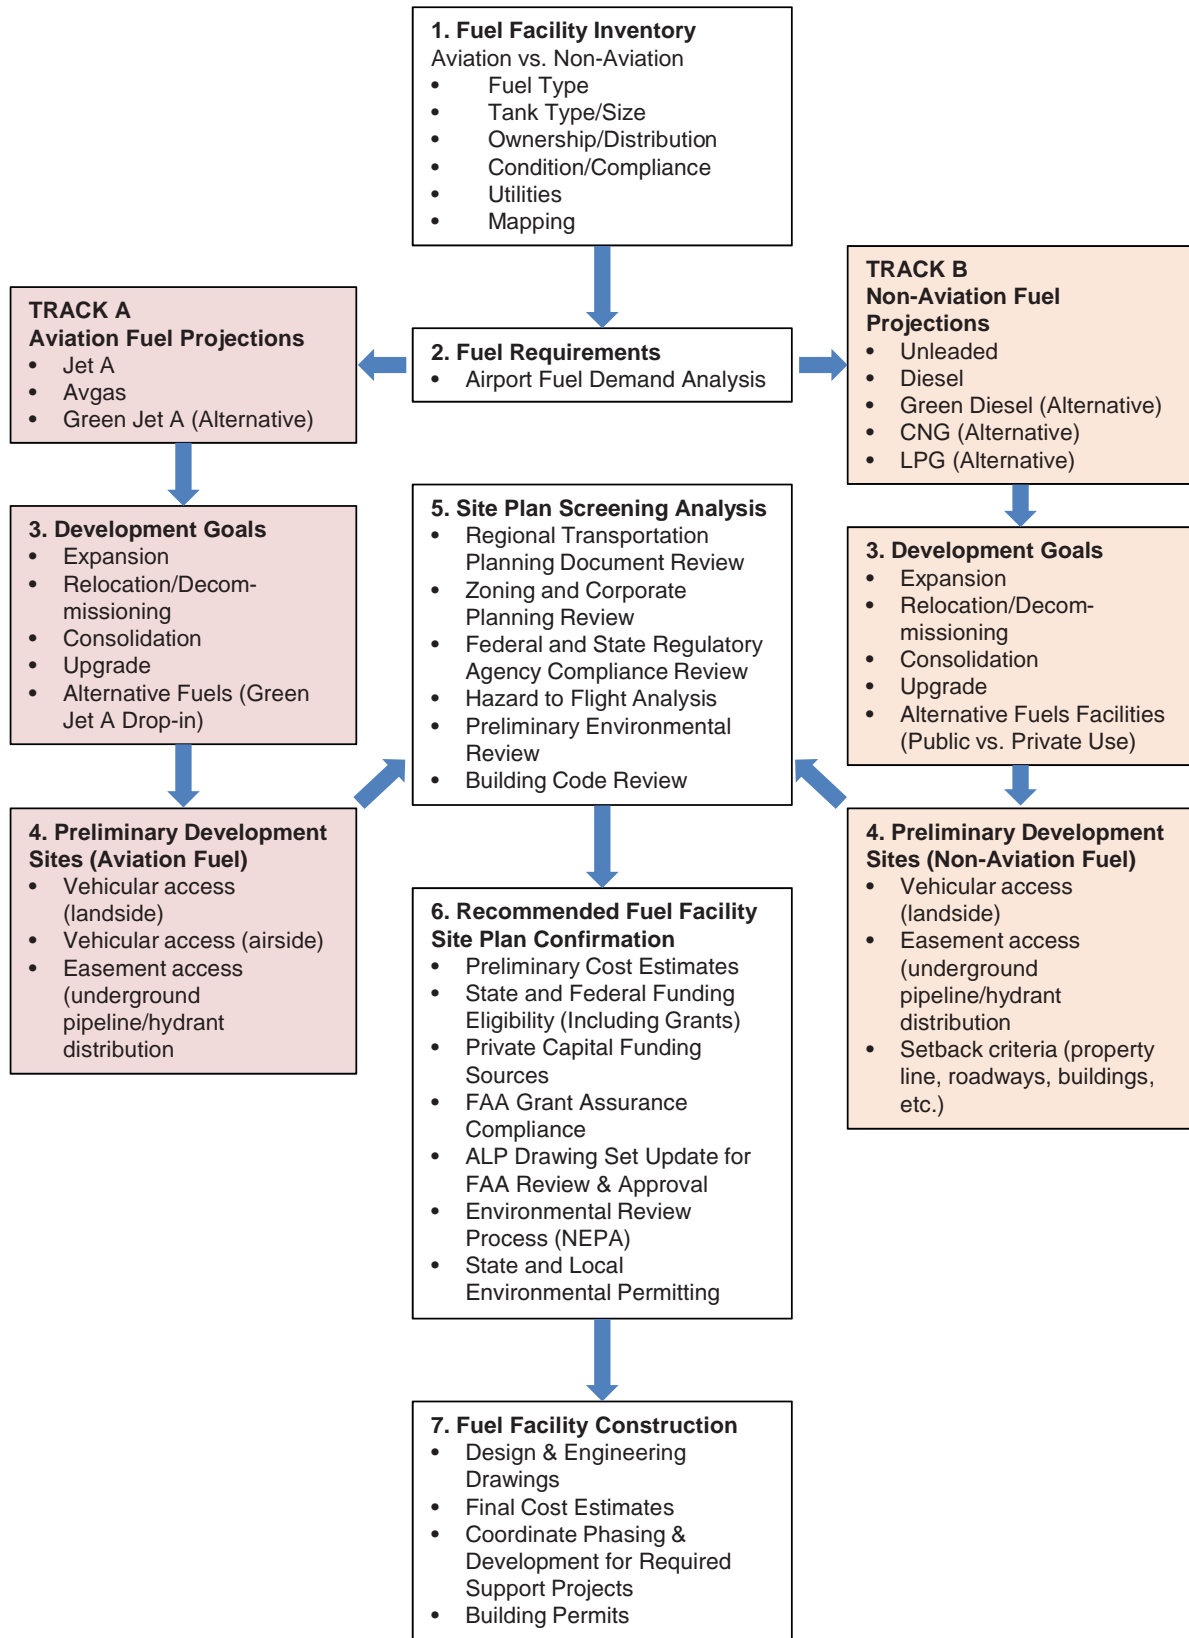 1. Fuel Facility Inventory
Aviation vs. Non-Aviation
• Fuel Type
• Tank Type/Size
• Ownership/Distribution
• Condition/Compliance
• Utilities
• Mapping
2. Fuel Requirements
• Airport Fuel Demand Analysis
TRACK A
Aviation Fuel Projections
• Jet A
• Avgas
• Green Jet A (Alternative)
3. Development Goals
• Expansion
• Relocation/Decom-
missioning
• Consolidation
• Upgrade
• Alternative Fuels (Green
Jet A Drop-in)
4. Preliminary Development
Sites (Aviation Fuel)
• Vehicular access
(landside)
• Vehicular access (airside)
• Easement access
(underground
pipeline/hydrant
distribution
TRACK B
Non-Aviation Fuel
Projections
• Unleaded
• Diesel
• Green Diesel (Alternative)
• CNG (Alternative)
• LPG (Alternative)
3. Development Goals
• Expansion
• Relocation/Decom-
missioning
• Consolidation
• Upgrade
• Alternative Fuels Facilities
(Public vs. Private Use)
4. Preliminary Development
Sites (Non-Aviation Fuel)
• Vehicular access
(landside)
• Easement access
(underground
pipeline/hydrant
distribution
• Setback criteria (property
line, roadways, buildings,
etc.)
5. Site Plan Screening Analysis
• Regional Transportation
Planning Document Review
• Zoning and Corporate
Planning Review
• Federal and State Regulatory
Agency Compliance Review
• Hazard to Flight Analysis
• Preliminary Environmental
Review
• Building Code Review
6. Recommended Fuel Facility
Site Plan Confirmation
• Preliminary Cost Estimates
• State and Federal Funding
Eligibility (Including Grants)
• Private Capital Funding
Sources
• FAA Grant Assurance
Compliance
• ALP Drawing Set Update for
FAA Review & Approval
• Environmental Review
Process (NEPA)
• State and Local
Environmental Permitting
7. Fuel Facility Construction
• Design & Engineering
Drawings
• Final Cost Estimates
• Coordinate Phasing &
Development for Required
Support Projects
• Building Permits